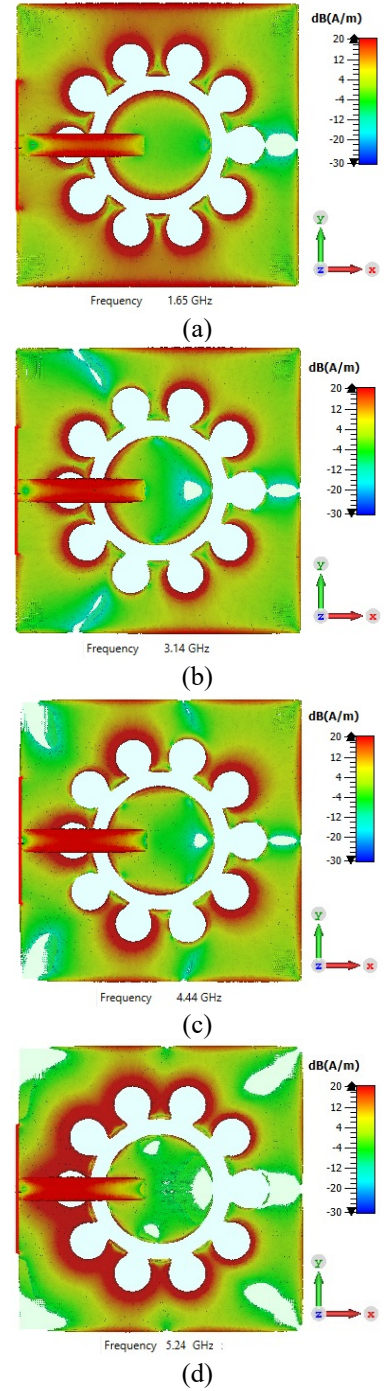 dB(A/m)
20
12
4
-4
-12
-20
-30
y
z
x
Frequency 1.65 GHz
(a)
dB(A/m)
20
12
4
-4
-12
-20
-30
y
z
x
Frequency 3.14 GHz
(b)
dB(A/m)
20
12
4
-4
-12
-20
-30
y
z
x
Frequency 4.44 GHz
(c)
dB(A/m)
20
12
4
-4
-12
-20
-30
y
z
x
Frequency 5.24 GHz :
(d)